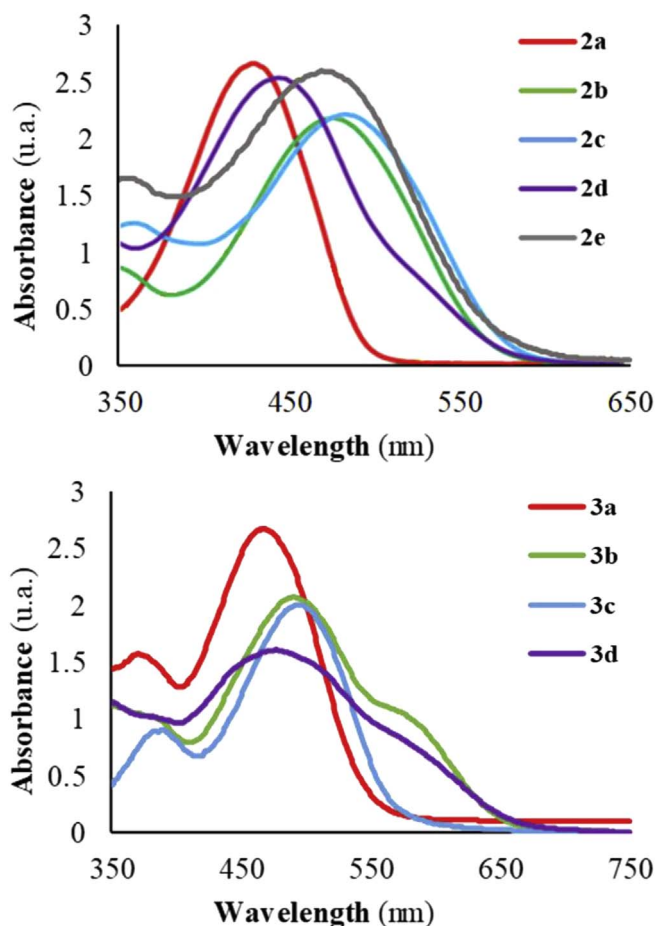 3
2.5
2
1.5
1
0.5
0
Absorbance (u.a.)
350 450 550 650
Wavelength (nm)
2a
2b
2c
2d
2e
3
2.5
2
1.5
1
0.5
0
Absorbance (u.a.)
350 450 550 650 750
Wavelength (nm)
3a
3b
3c
3d